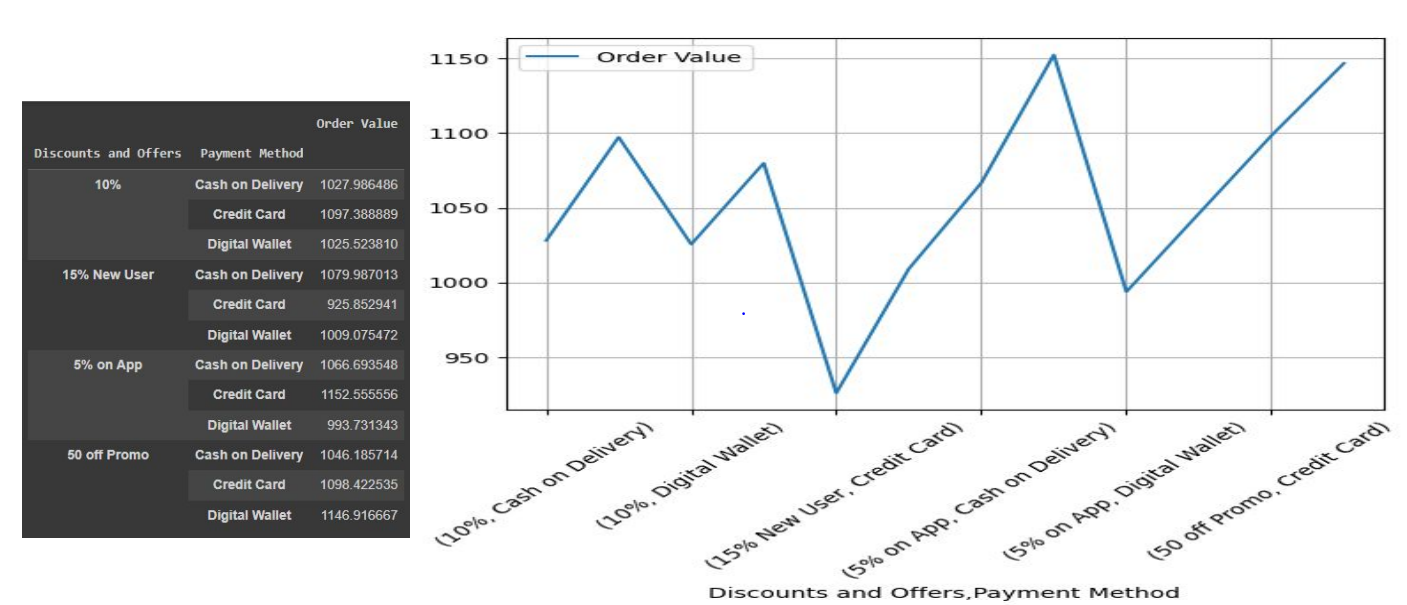 Order Value
Discounts and Offers Payment Method
10% Cash on Delivery 1027.986486
Credit Card 1097.388889
Digital Wallet 1025.523810
15% New User Cash on Delivery 1079.987013
Credit Card 925.852941
Digital Wallet 1009.075472
5% on App Cash on Delivery 1066.693548
Credit Card 1152.555556
Digital Wallet 993.731343
50 off Promo Cash on Delivery 1046.185714
Credit Card 1098.422535
Digital Wallet 1146.916667
Order Value
1150
1100
1050
1000
950
(10%, Cash on Delivery)
(10%, Digital Wallet)
(15% New User, Credit Card)
(5% on App, Cash on Delivery)
(5% on App, Digital Wallet)
(50 off Promo, Credit Card)
Discounts and Offers,Payment Method